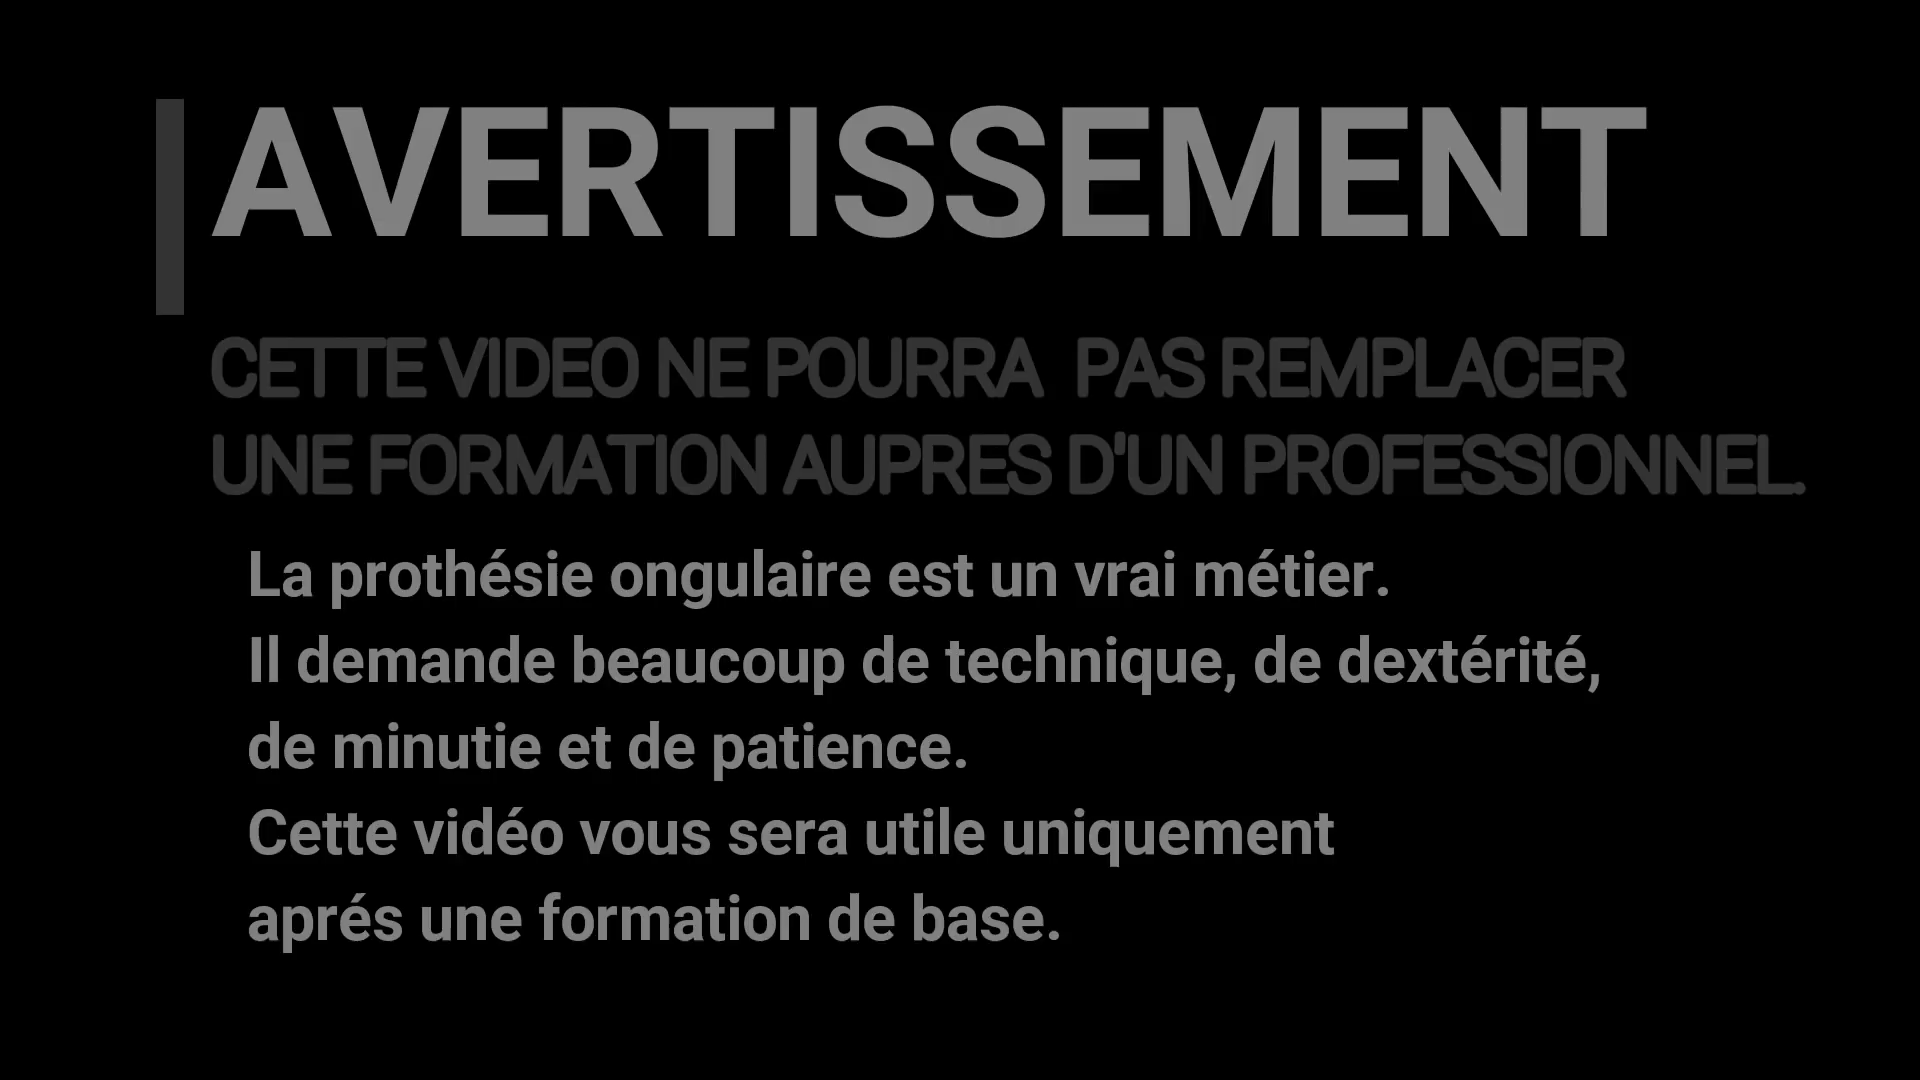 AVERTISSEMENT
CETTE VIDEO NE POURRA PAS REMPLACER
UNE FORMATION AUPRES D'UN PROFESSIONNEL.
La prothésie ongulaire est un vrai métier.
Il demande beaucoup de technique, de dextérité,
de minutie et de patience.
Cette vidéo vous sera utile uniquement
aprés une formation de base.